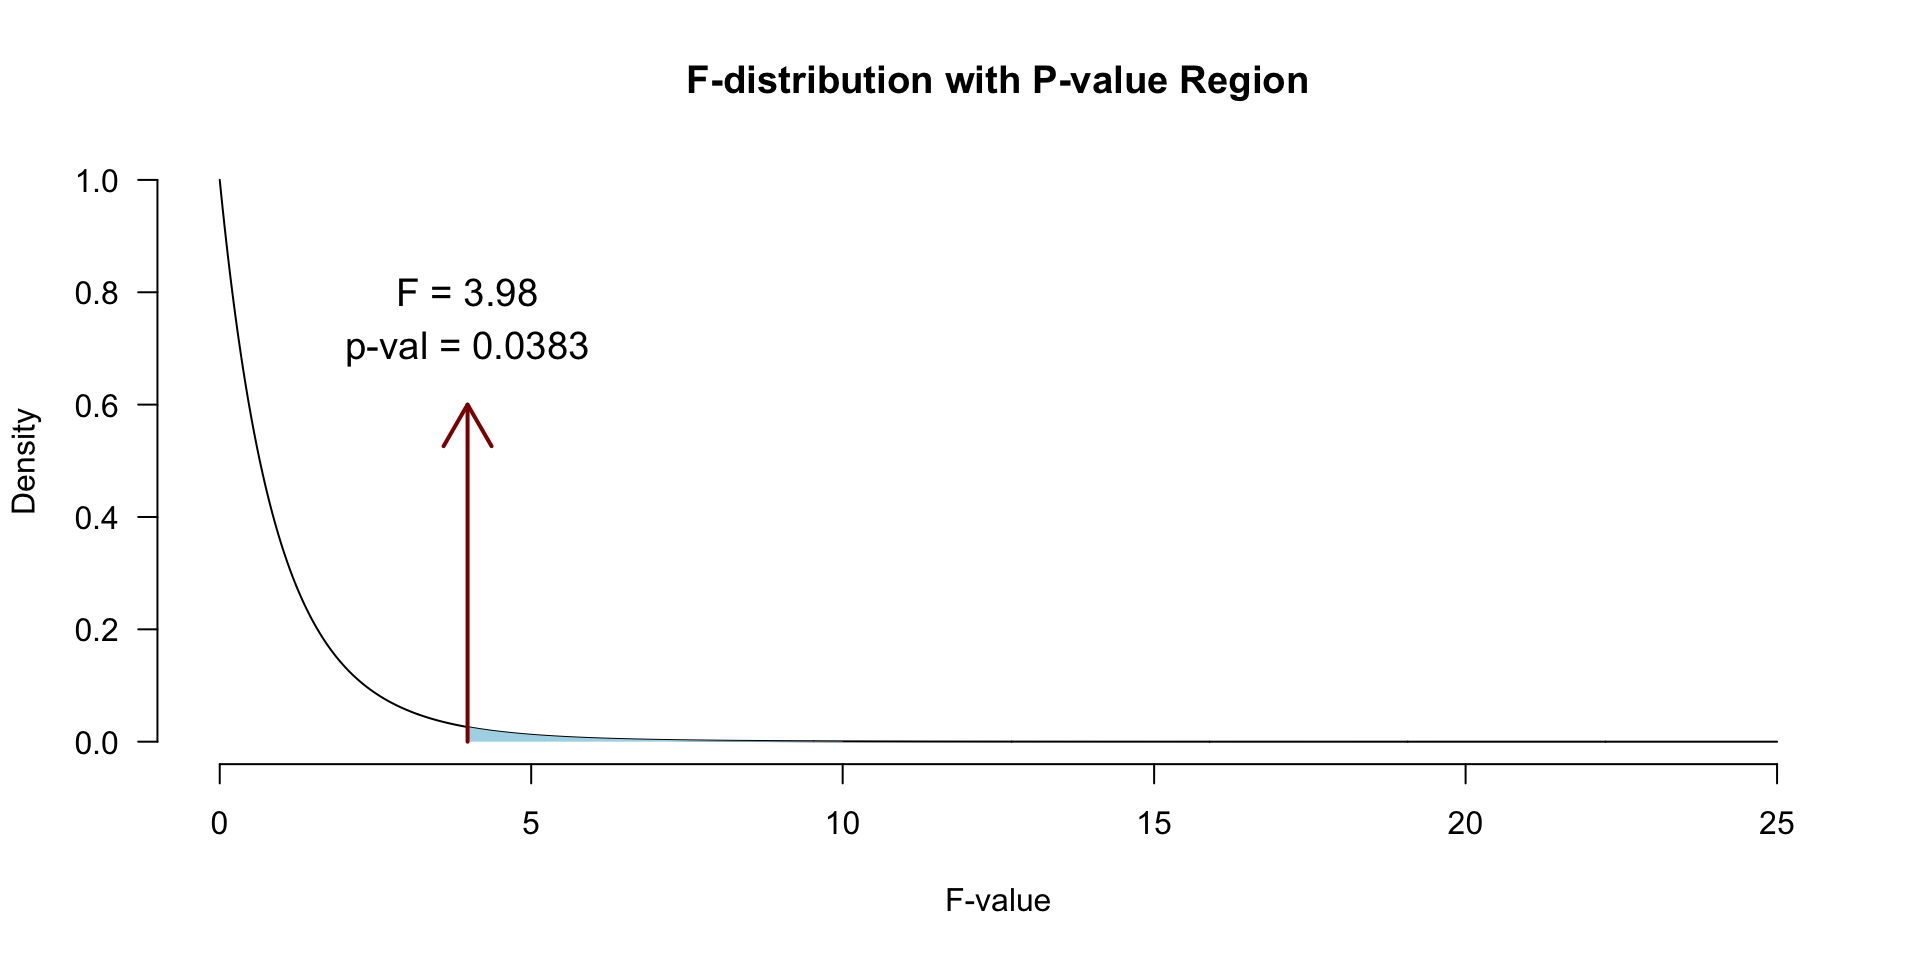 F-distribution with P-value Region
1.0
0.8
0.6
0.4
0.2
0.0
Density
F = 3.98
p-val = 0.0383
0 5 10 15 20 25
F-value